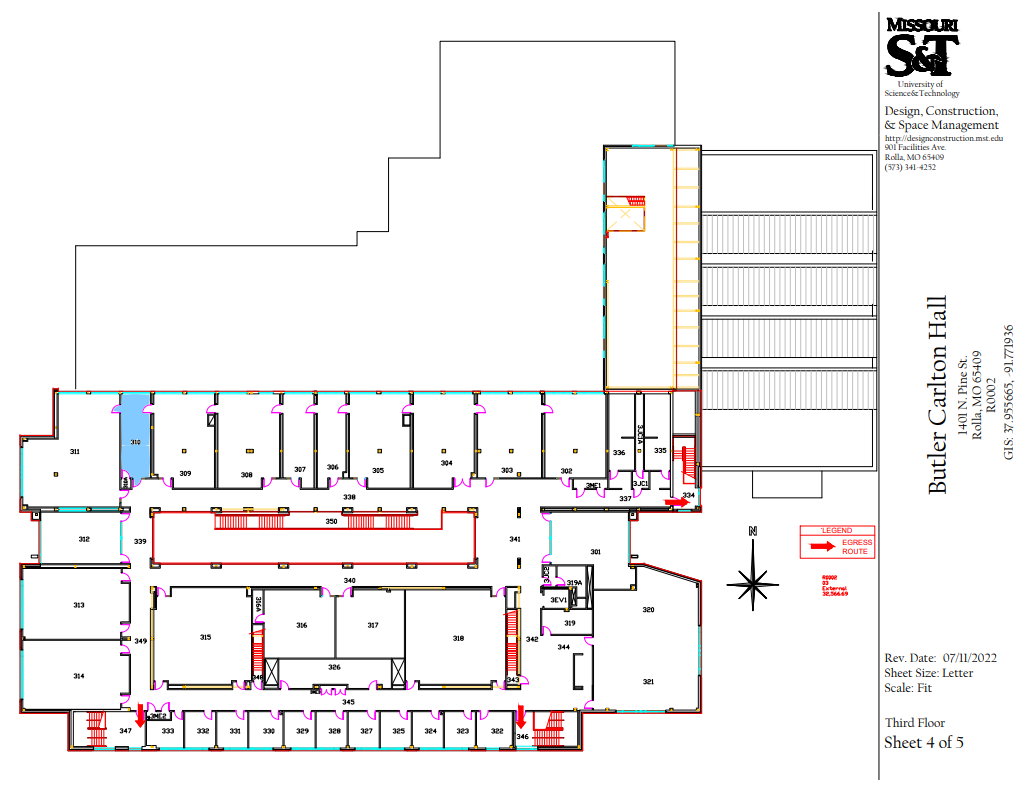 MISSOURI
S&T
University of
Science&Technology
Design, Construction,
& Space Management
http://designconstruction.mst.edu
901 Facilities Ave.
Rolla, MO 65409
(573) 341-4252
Butler Carlton Hall
1401 N. Pine St.
Rolla, MO 65409
R0002
GIS: 37.955665, -91.771936
311
310
309
308
307
306
305
304
303
302
336
3JC1A
335
338
3ME1
337
3JC1
334
350
312
339
341
301
340
3JC2
319A
3EV1
319
320
313
315
316A
316
317
318
342
344
349
314
326
348
343
321
345
347
3ME2
333
332
331
330
329
328
327
325
324
323
322
346
N
LEGEND
EGRESS
ROUTE
R0002
03
External
32,566.69
Rev. Date: 07/11/2022
Sheet Size: Letter
Scale: Fit
Third Floor
Sheet 4 of 5